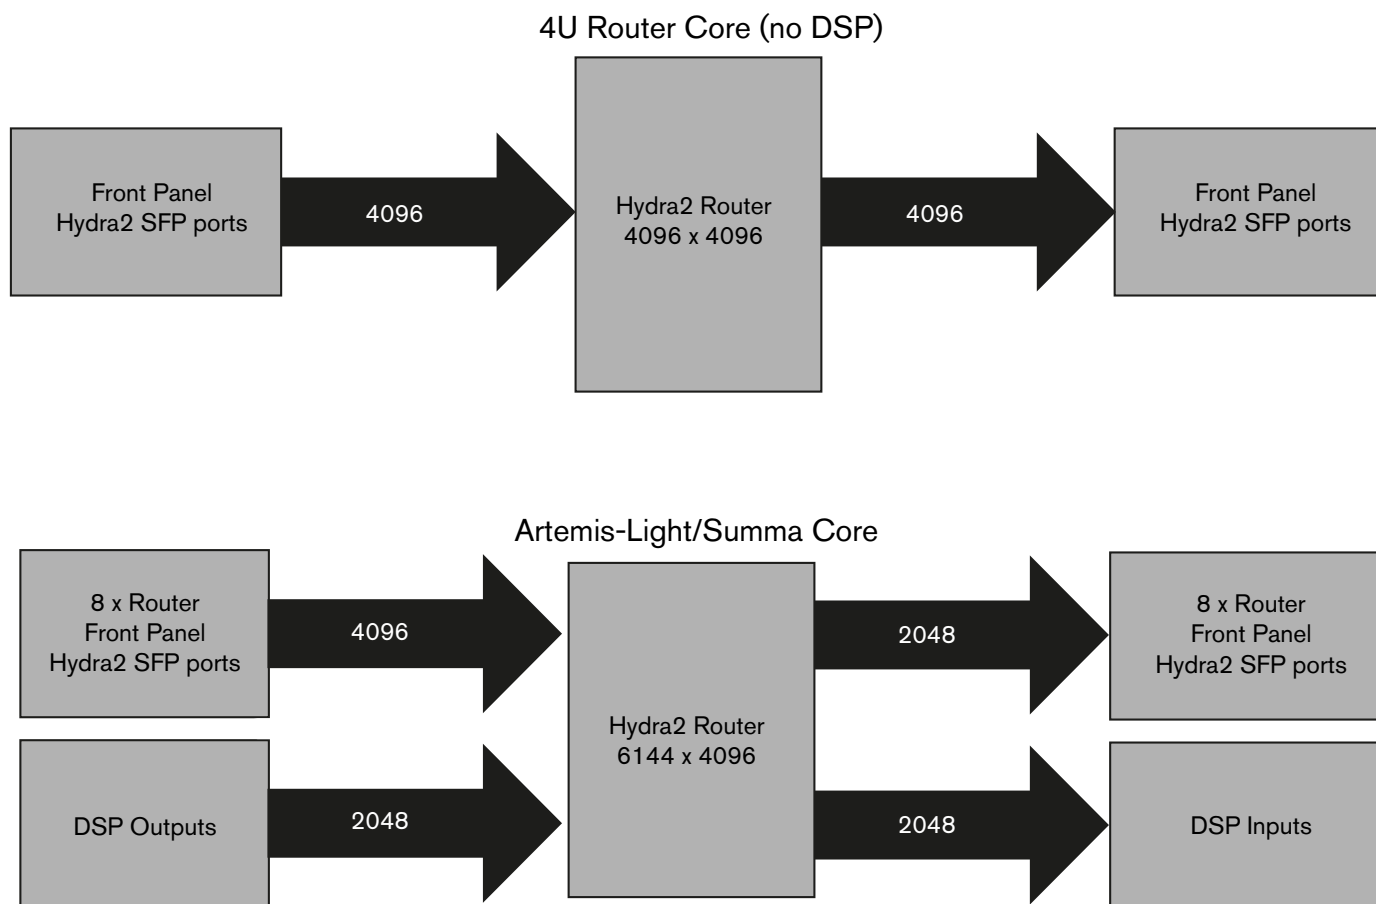 4U Router Core (no DSP)
Front Panel
Hydra2 SFP ports
4096
Hydra2 Router
4096 x 4096
4096
Front Panel
Hydra2 SFP ports
Artemis-Light/Summa Core
8 x Router
Front Panel
Hydra2 SFP ports
4096
Hydra2 Router
6144 x 4096
2048
8 x Router
Front Panel
Hydra2 SFP ports
DSP Outputs
2048
2048
DSP Inputs